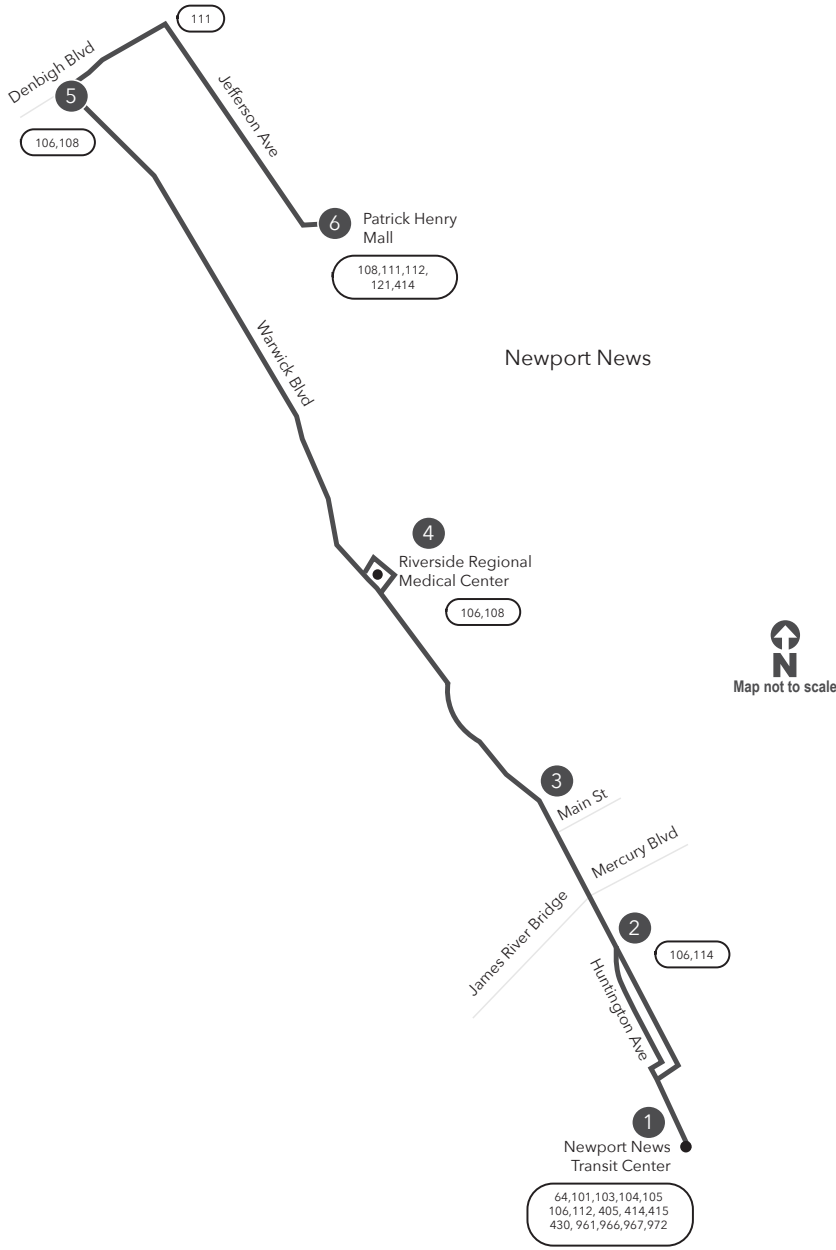 111
Denbigh Blvd
5
Jefferson Ave
106,108
6
Patrick Henry
Mall
108,111,112,
121,414
Warwick Blvd
Newport News
4
Riverside Regional
Medical Center
106,108
N
Map not to scale
3
Main St
Mercury Blvd
James River Bridge
2
106,114
Huntington Ave
1
Newport News
Transit Center
64,101,103,104,105
106,112, 405, 414,415
430, 961,966,967,972